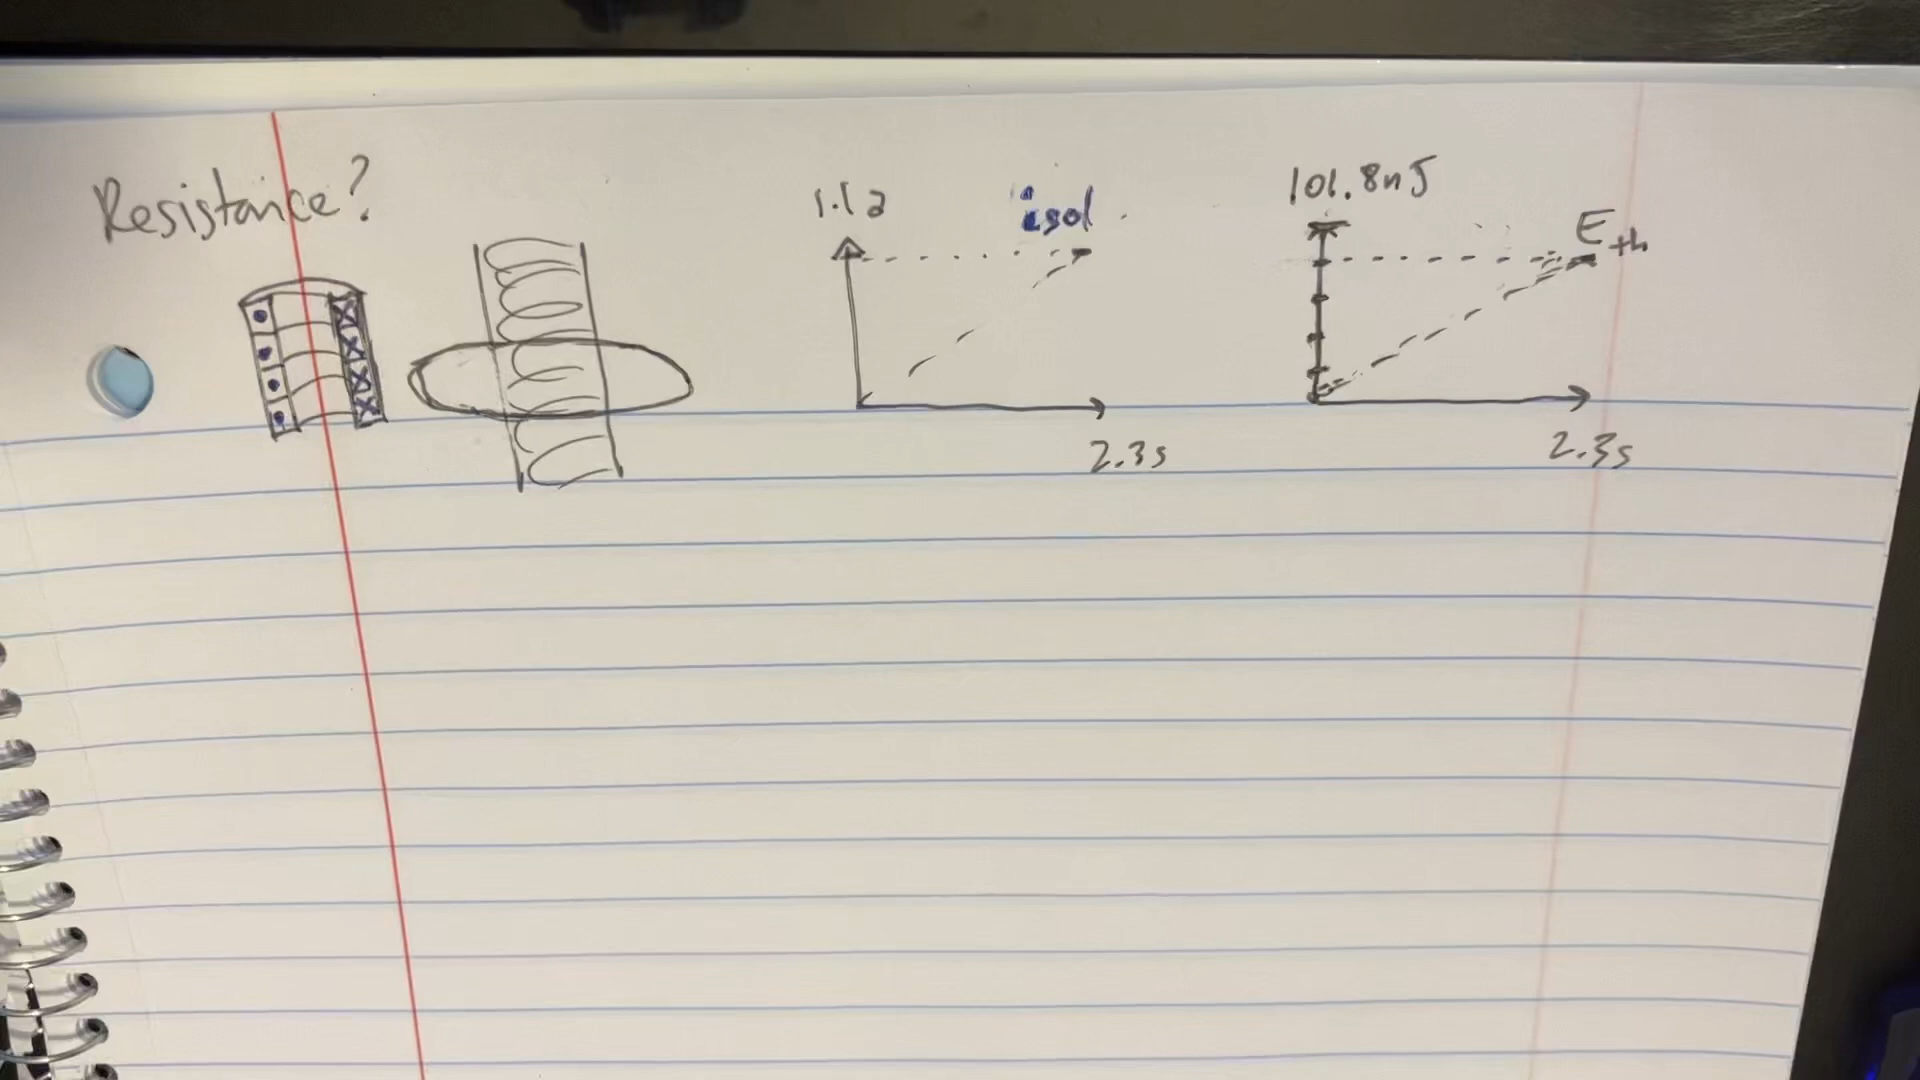 Resistance?
1.1a
isol
2.3s
101.8nJ
Eth
2.3s